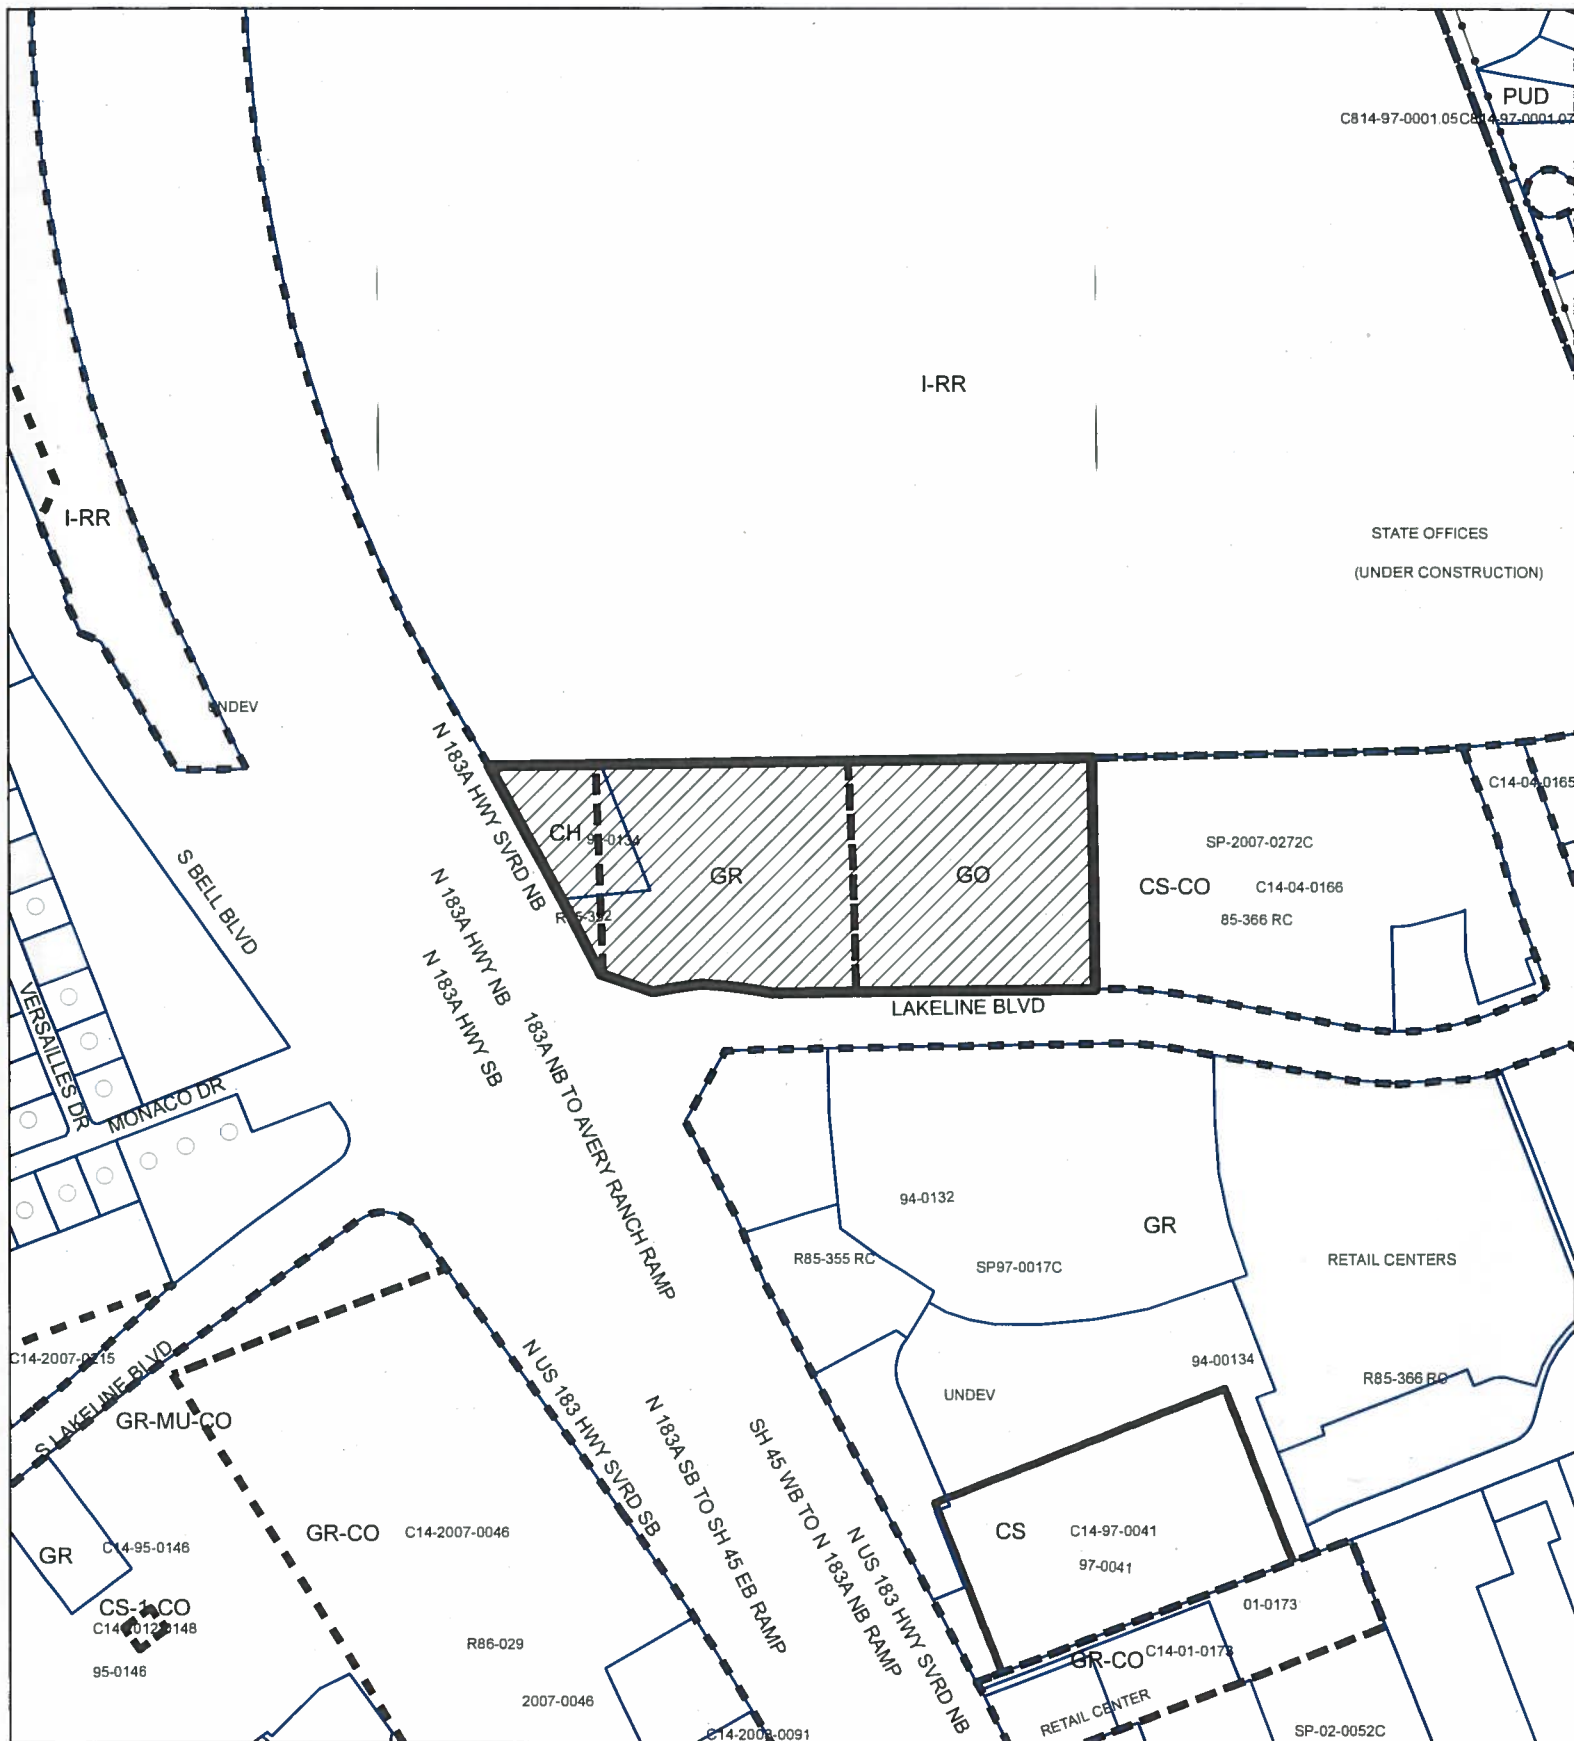 PUD
C814-97-0001.05
C814-97-0001.07
I-RR
I-RR
STATE OFFICES
(UNDER CONSTRUCTION)
UNDEV
N 183A HWY SVRD NB
C14-04-0165
CH
SP-2007-0272C
GR
GO
CS-CO
C14-04-0166
85-366 RC
S BELL BLVD
N 183A HWY NB
N 183A HWY SB
LAKELINE BLVD
VERSAILLES DR
MONACO DR
183A NB TO AVERY RANCH RAMP
94-0132
GR
R85-355 RC
SP97-0017C
RETAIL CENTERS
C14-2007-0215
S LAKELINE BLVD
94-00134
R85-366 RC
UNDEV
GR-MU-CO
N US 183 HWY SVRD SB
N 183A SB TO SH 45 EB RAMP
SH 45 WB TO N 183A NB RAMP
N US 183 HWY SVRD NB
GR-CO
C14-2007-0046
CS
C14-97-0041
97-0041
GR
C14-95-0146
CS-1-CO
95-0146
R86-029
01-0173
GR-CO
C14-01-0173
2007-0046
RETAIL CENTER
SP-02-0052C